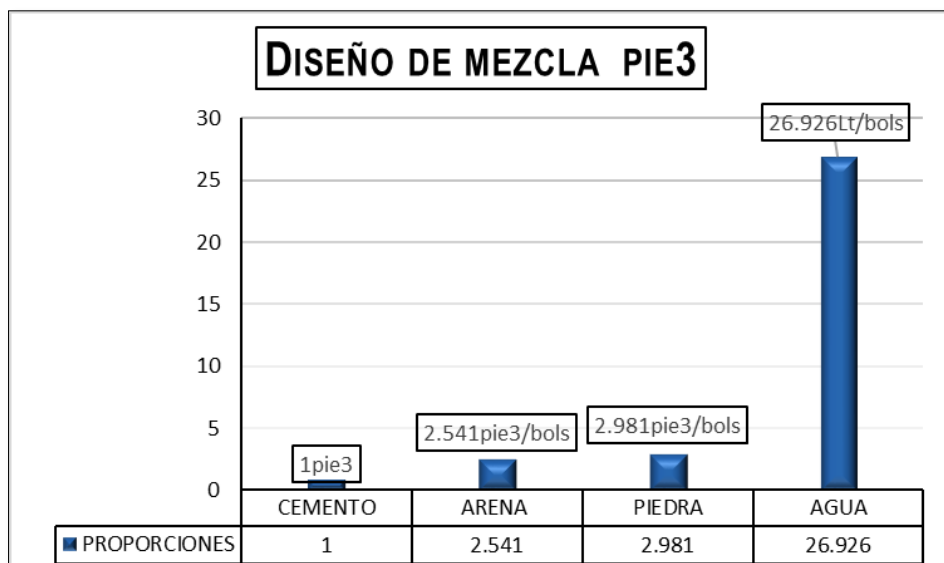 DISEÑO DE MEZCLA PIE3
30
25
20
15
10
5
0
1pie3
2.541pie3/bols
2.981pie3/bols
26.926Lt/bols
CEMENTO ARENA PIEDRA AGUA
PROPORCIONES 1 2.541 2.981 26.926